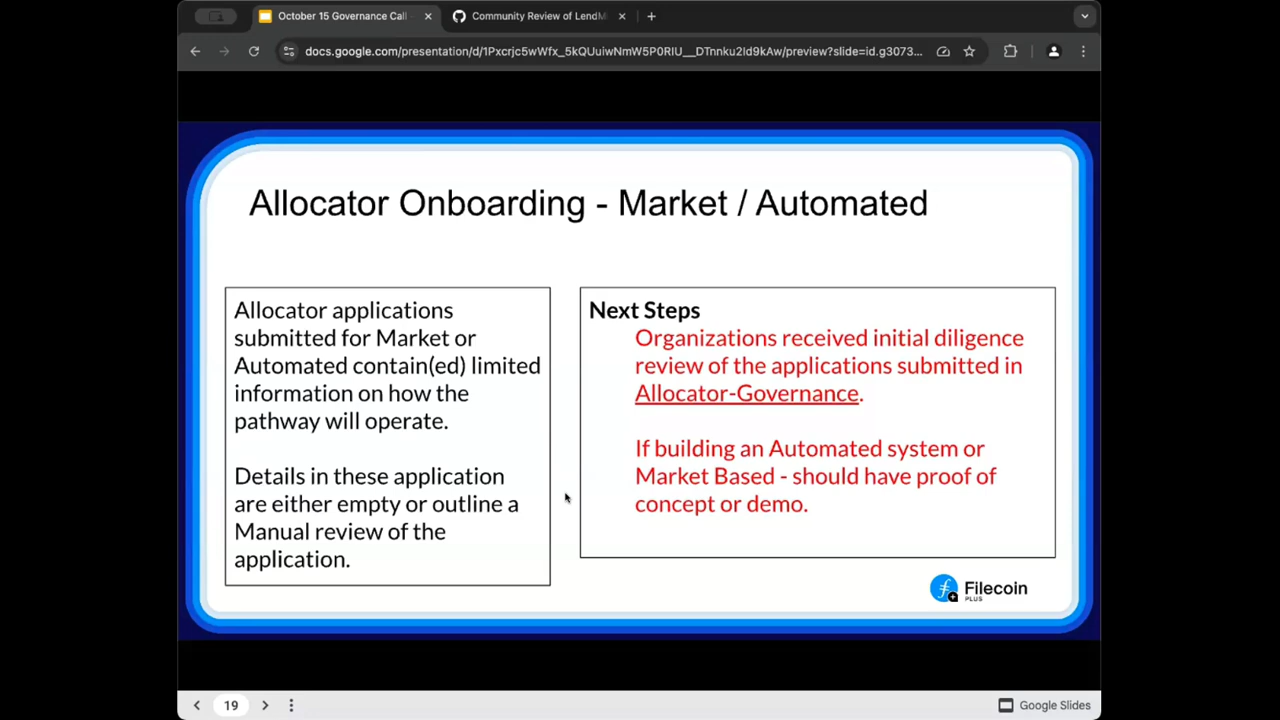 October 15 Governance Call
Community Review of LendM
docs.google.com/presentation/d/1Pxcrjc5wWfx_5kQUuiwNmW5P0RIU__DTnnku2Id9kAw/preview?slide=id.g3073...
Allocator Onboarding - Market / Automated
Allocator applications
submitted for Market or
Automated contain(ed) limited
information on how the
pathway will operate.
Details in these application
are either empty or outline a
Manual review of the
application.
Next Steps
Organizations received initial diligence
review of the applications submitted in
Allocator-Governance.
If building an Automated system or
Market Based - should have proof of
concept or demo.
Filecoin
PLUS
19
Google Slides